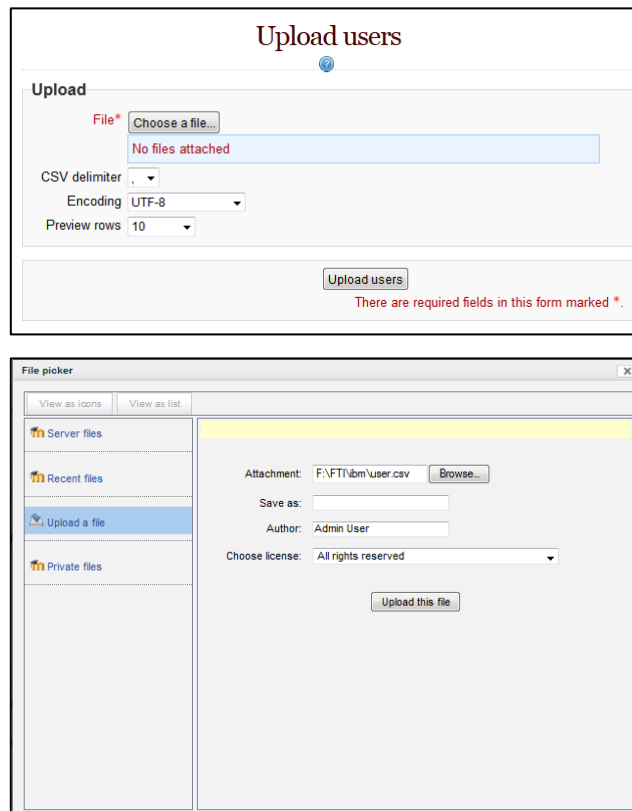 Upload users
Upload
File* Choose a file...
No files attached
CSV delimiter ,
Encoding UTF-8
Preview rows 10
Upload users
There are required fields in this form marked *.
File picker
View as icons View as list
Server files
Recent files
Upload a file
Private files
Attachment: F:\FTI\ibm\user.csv Browse...
Save as:
Author: Admin User
Choose license: All rights reserved
Upload this file